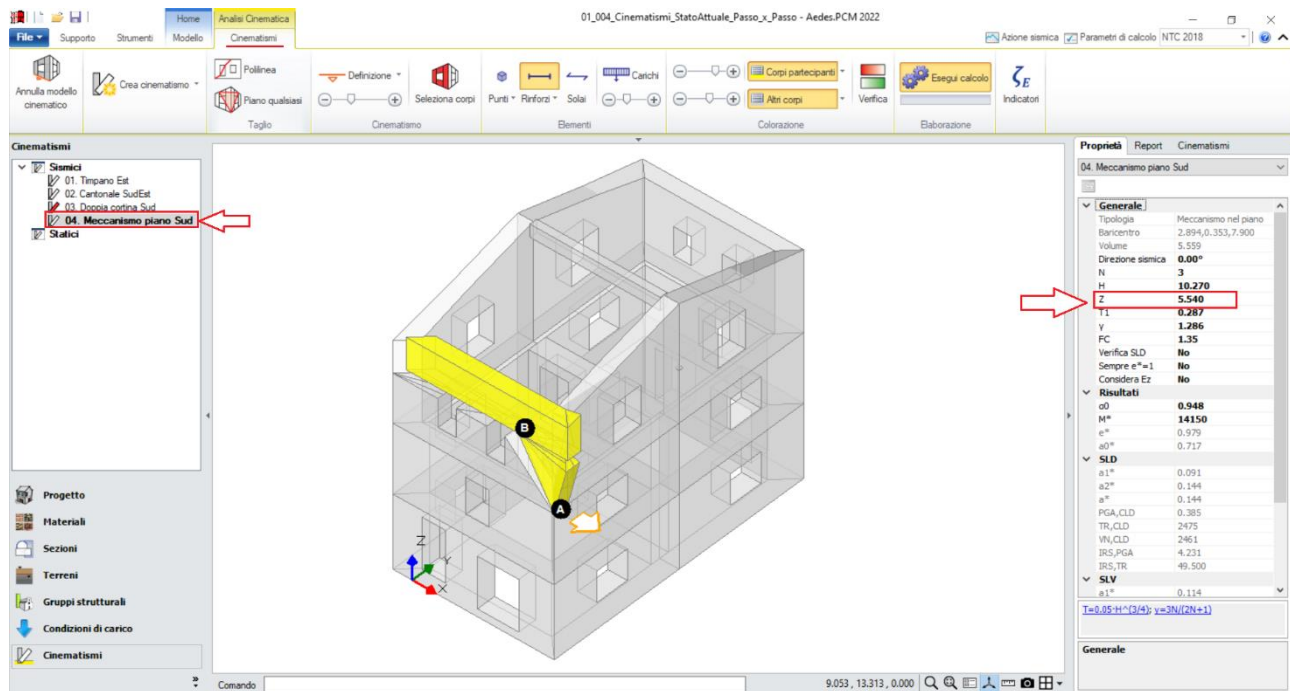 01_004_Cinematismi_StatoAttuale_Passo_x_Passo - Aedes.PCM 2022
Home
Analisi Cinematica
File
Supporto
Strumenti
Modello
Cinematismi
Azione sismica
Parametri di calcolo
NTC 2018
Annulla modello
cinematico
Crea cinematismo
Polilinea
Piano qualsiasi
Taglio
Definizione
Seleziona corpi
Cinematismo
Punti
Rinforzi
Solai
Carichi
Elementi
Corpi partecipanti
Altri corpi
Verifica
Colorazione
Esegui calcolo
Elaborazione
ζE
Indicatori
Cinematismi
Sismici
01. Timpano Est
02. Cantonale SudEst
03. Doppia cortina Sud
04. Meccanismo piano Sud
Statici
Progetto
Materiali
Sezioni
Terreni
Gruppi strutturali
Condizioni di carico
Cinematismi
B
A
Z
Y
X
Comando
9.053 , 13.313 , 0.000
Proprietà Report Cinematismi
04. Meccanismo piano Sud
Generale
Tipologia Meccanismo nel piano
Baricentro 2.894,0.353,7.900
Volume 5.559
Direzione sismica 0.00°
N 3
H 10.270
Z 5.540
T1 0.287
γ 1.286
FC 1.35
Verifica SLD No
Sempre e*=1 No
Considera Ez No
Risultati
α0 0.948
M* 14150
e* 0.979
a0* 0.717
SLD
a1* 0.091
a2* 0.144
a* 0.144
PGA,CLD 0.385
TR,CLD 2475
VN,CLD 2461
IRS,PGA 4.231
IRS,TR 49.500
SLV
a1* 0.114
T=0.05·H^(3/4); γ=3N/(2N+1)
Generale